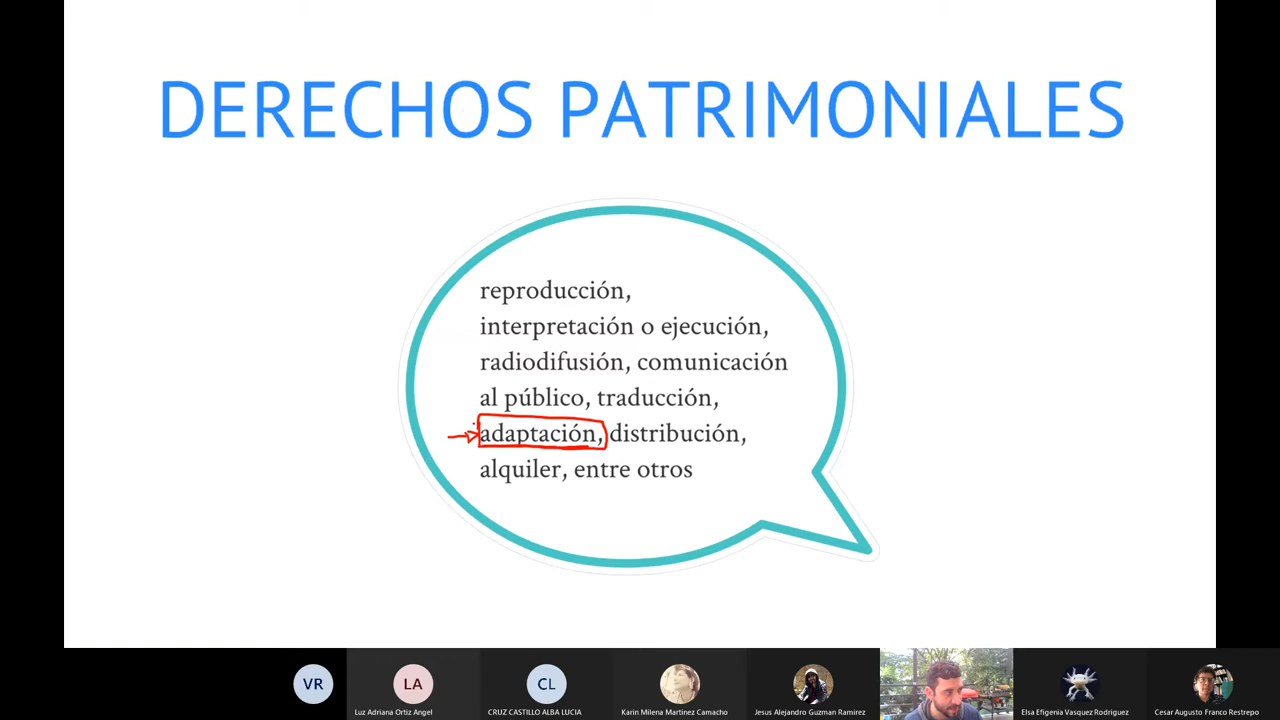 DERECHOS PATRIMONIALES
reproducción,
interpretación o ejecución,
radiodifusión, comunicación
al público, traducción,
adaptación, distribución,
alquiler, entre otros
VR
LA
CL
Luz Adriana Ortiz Angel
CRUZ CASTILLO ALBA LUCIA
Karin Milena Martinez Camacho
Jesus Alejandro Guzman Ramirez
Elsa Efigenia Vasquez Rodriguez
Cesar Augusto Franco Restrepo